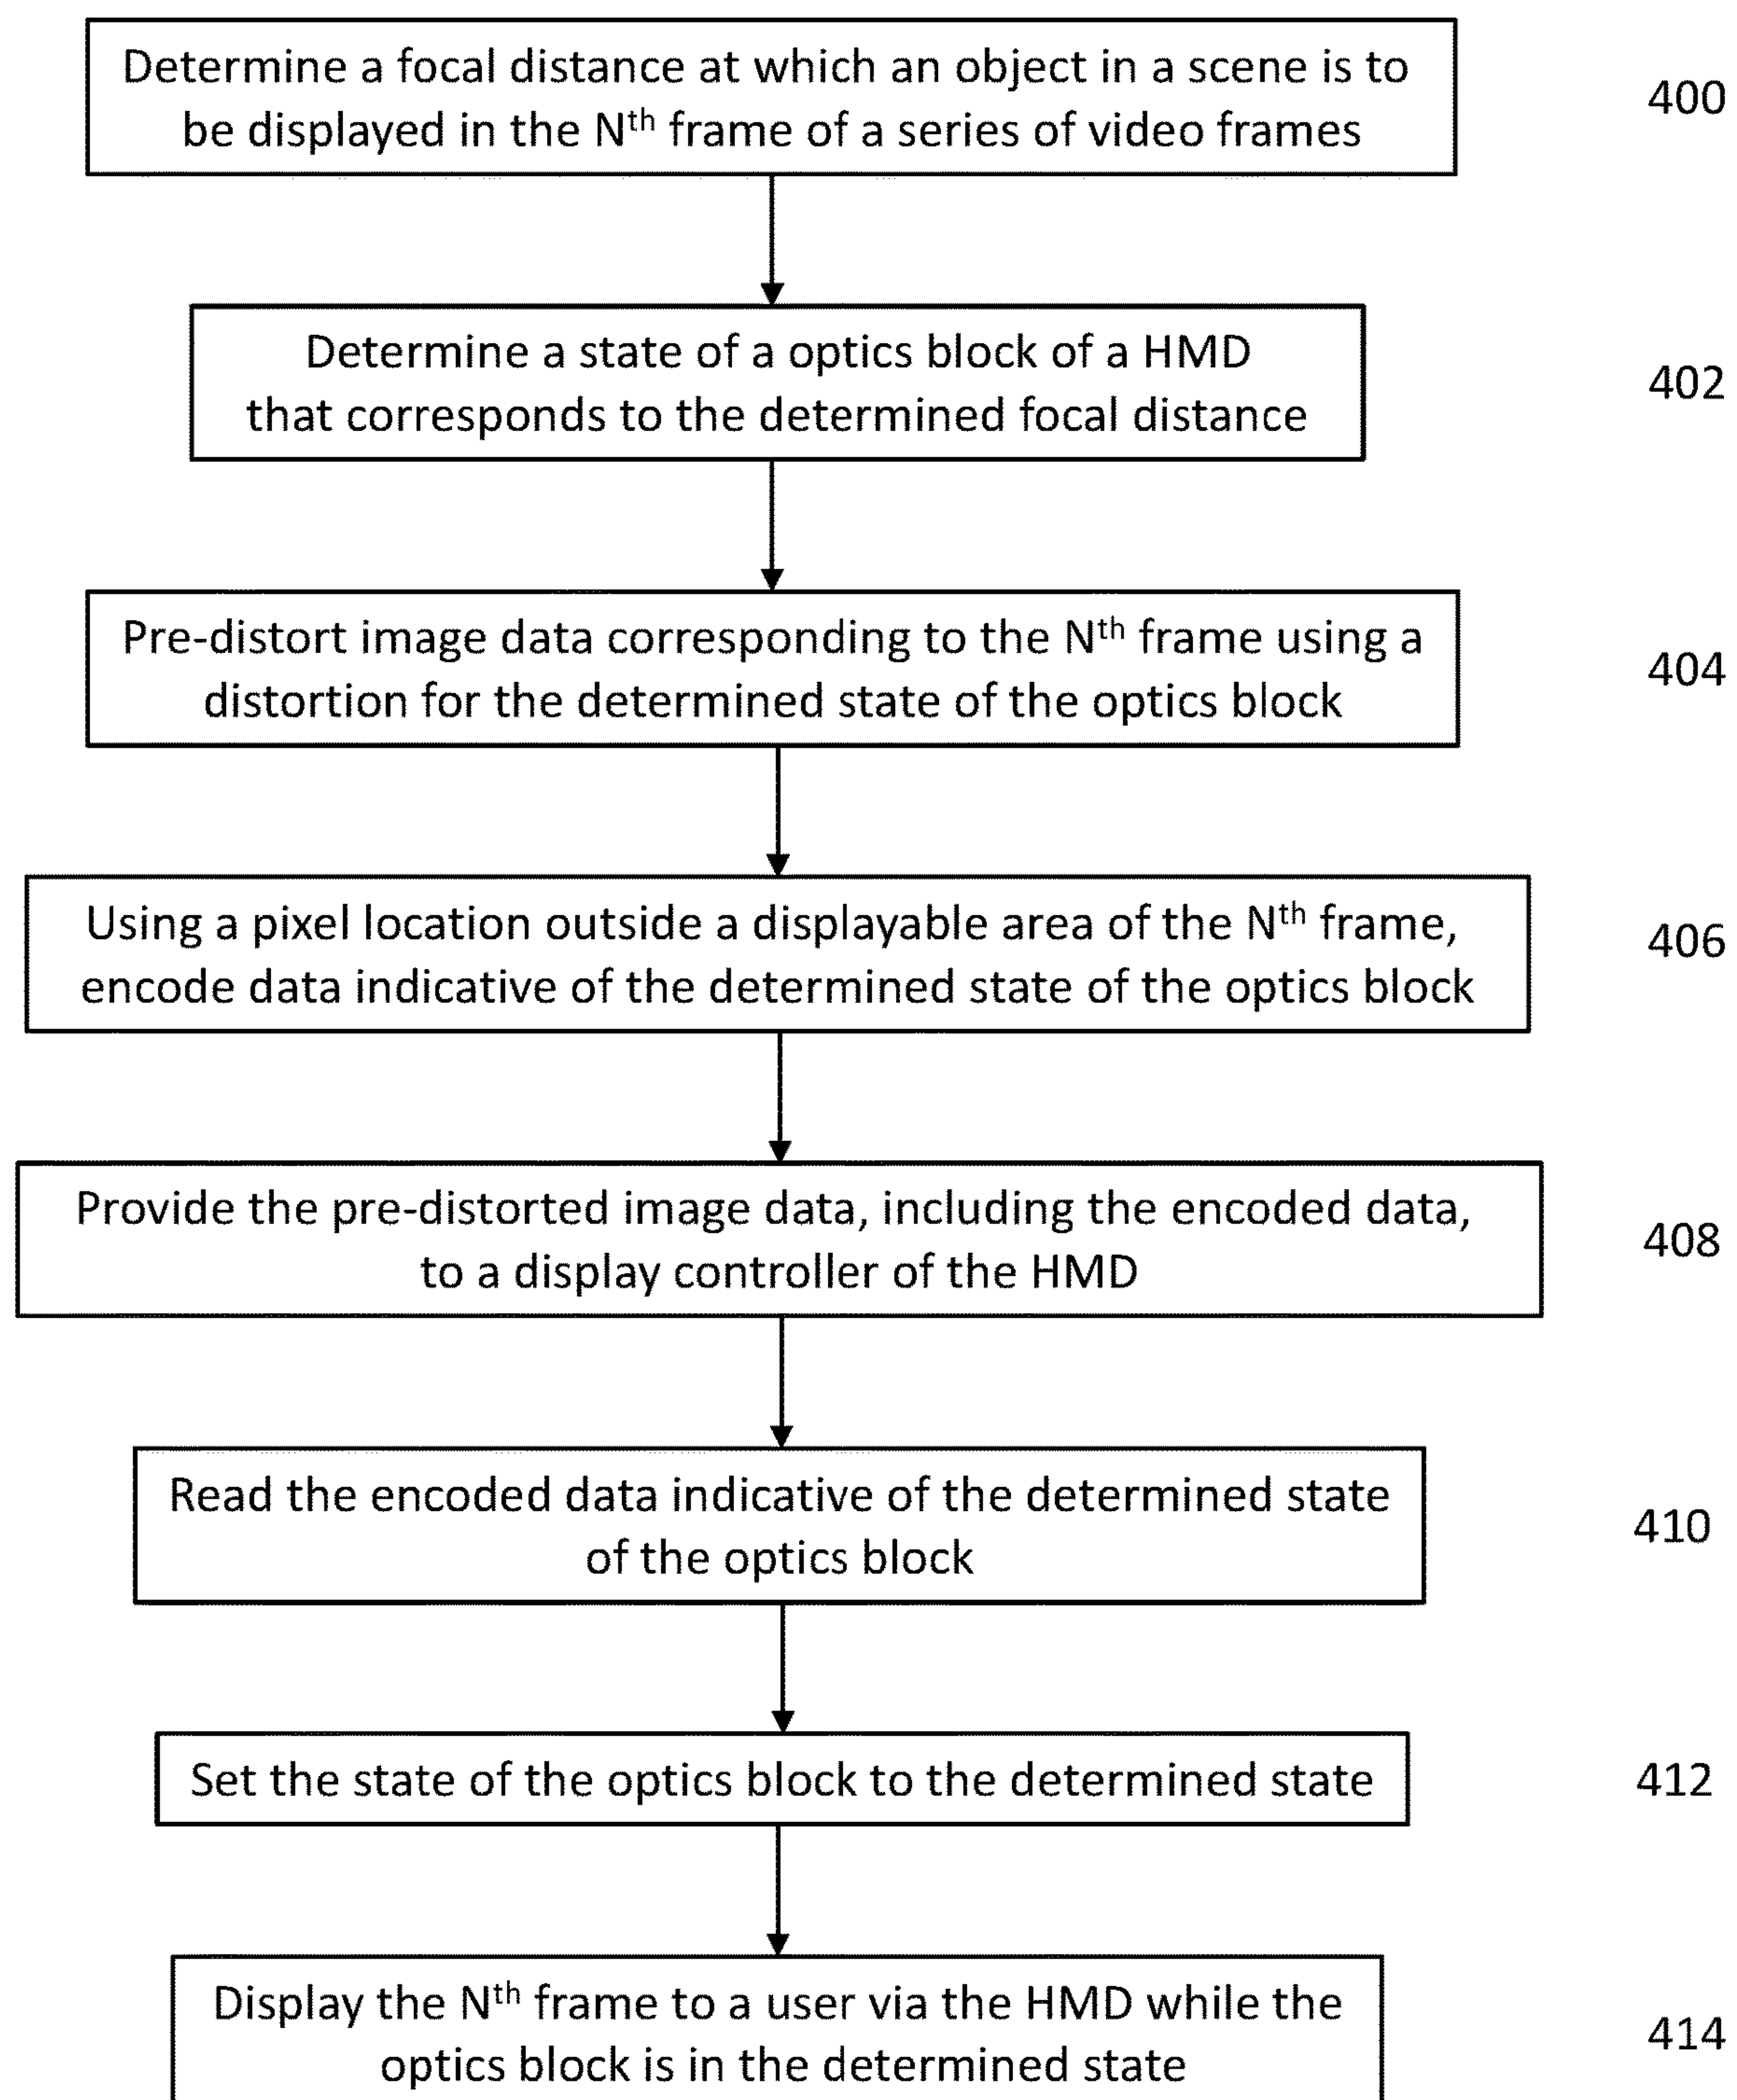 Determine a focal distance at which an object in a scene is to
be displayed in the Nth frame of a series of video frames
400
Determine a state of a optics block of a HMD
that corresponds to the determined focal distance
402
Pre-distort image data corresponding to the Nth frame using a
distortion for the determined state of the optics block
404
Using a pixel location outside a displayable area of the Nth frame,
encode data indicative of the determined state of the optics block
406
Provide the pre-distorted image data, including the encoded data,
to a display controller of the HMD
408
Read the encoded data indicative of the determined state
of the optics block
410
Set the state of the optics block to the determined state
412
Display the Nth frame to a user via the HMD while the
optics block is in the determined state
414